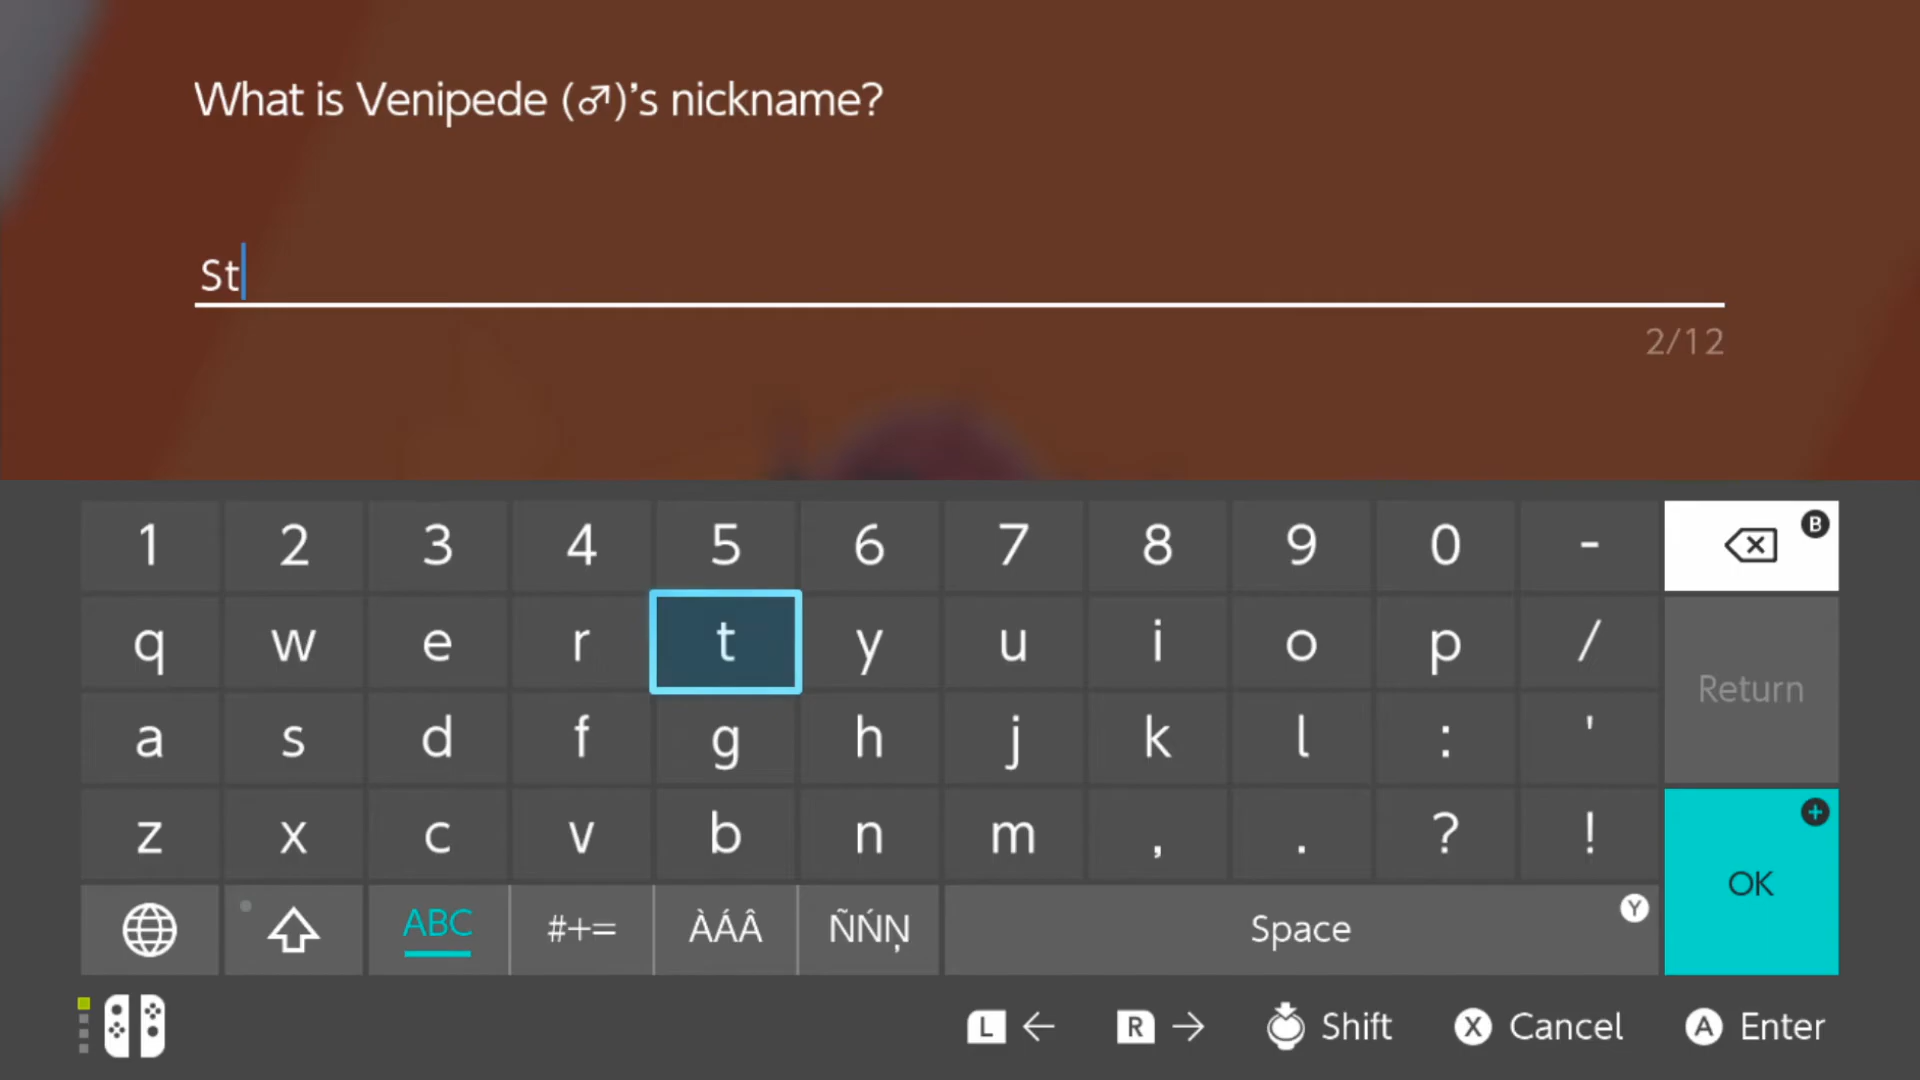 What is Venipede (♂)'s nickname?
St
2/12
1 2 3 4 5 6 7 8 9 0 - B
q w e r t y u i o p / Return
a s d f g h j k l : '
z x c v b n m , . ? ! + OK
ABC #+= ÀÁÂ ÑŃŅ Space Y
L ← R → Shift X Cancel A Enter